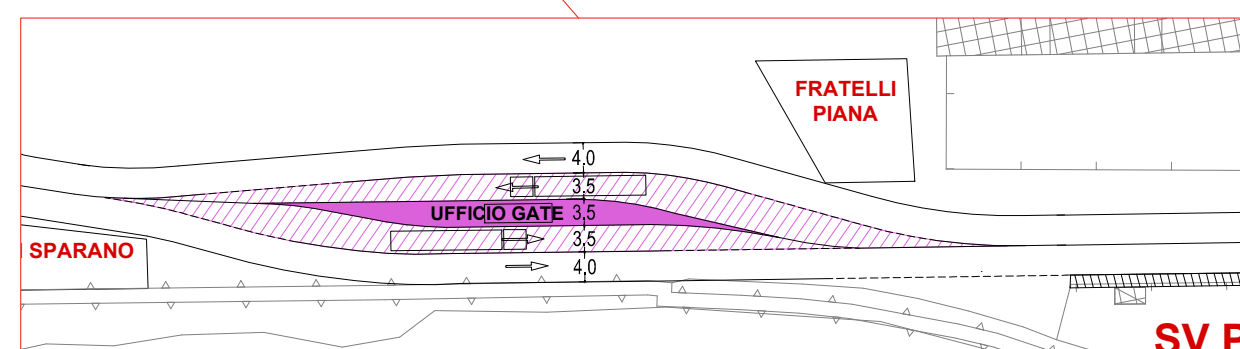 FRATELLI
PIANA
4.0
3.5
UFFICIO GATE 3,5
3,5
4.0
SPARANO
SV P